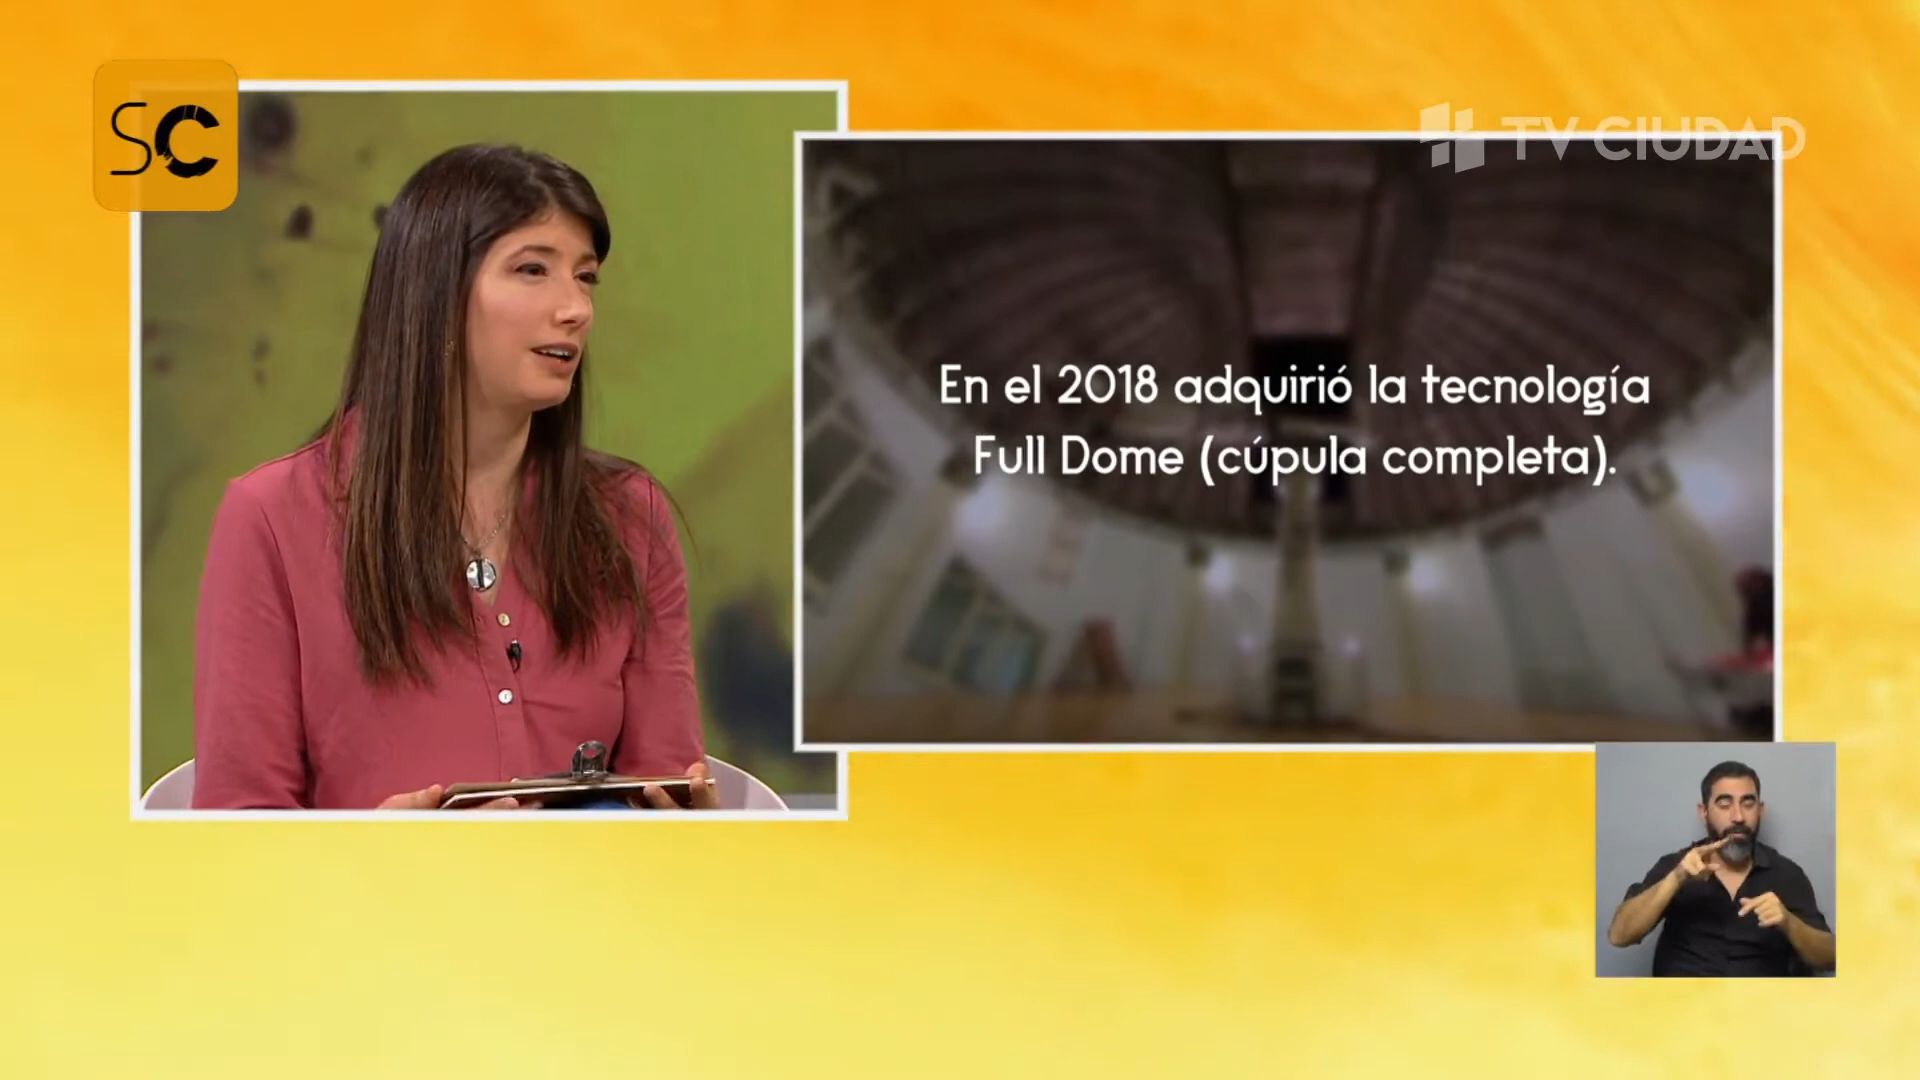 SC
TV CIUDAD
En el 2018 adquirió la tecnología
Full Dome (cúpula completa).